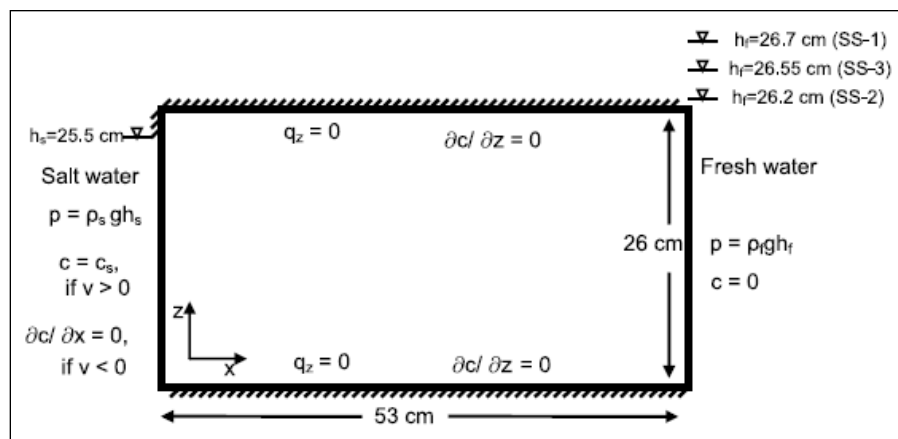 h_f=26.7 cm (SS-1)
h_f=26.55 cm (SS-3)
h_f=26.2 cm (SS-2)
q_z = 0
∂c/ ∂z = 0
h_s=25.5 cm
Salt water
Fresh water
p = ρ_s gh_s
26 cm
p = ρ_f gh_f
c = c_s,
if v > 0
c = 0
z
∂c/ ∂x = 0,
if v < 0
x
q_z = 0
∂c/ ∂z = 0
53 cm